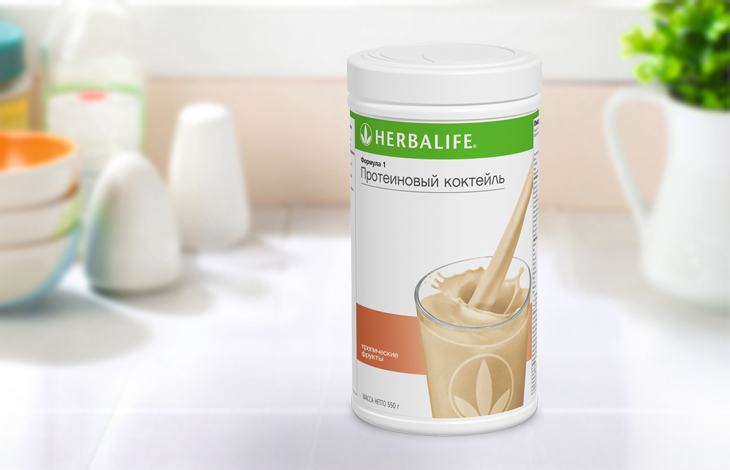 HERBALIFE®
Формула 1
Протеиновый коктейль
тропические
фрукты
МАССА НЕТТО 550 г